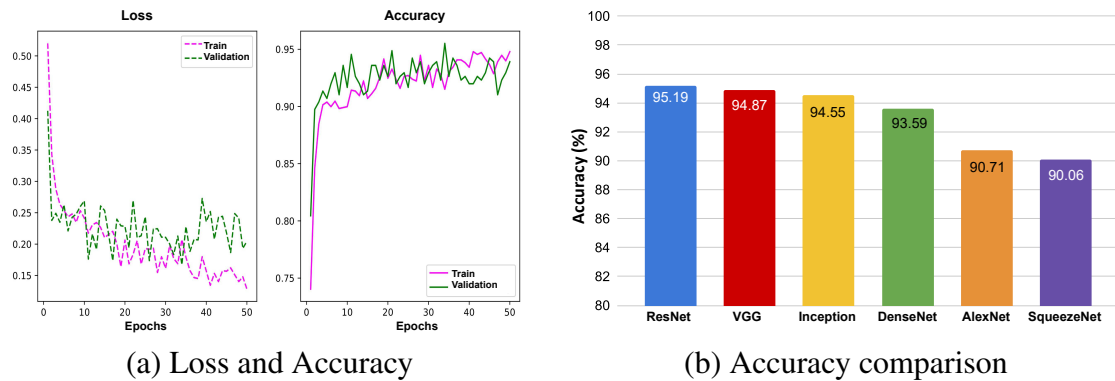 Loss
0.50
0.45
0.40
0.35
0.30
0.25
0.20
0.15
0 10 20 30 40 50
Epochs
Train
Validation
Accuracy
0.95
0.90
0.85
0.80
0.75
0 10 20 30 40 50
Epochs
Train
Validation
(a) Loss and Accuracy
Accuracy (%)
100
98
96
94
92
90
88
86
84
82
80
95.19 94.87 94.55 93.59 90.71 90.06
ResNet VGG Inception DenseNet AlexNet SqueezeNet
(b) Accuracy comparison